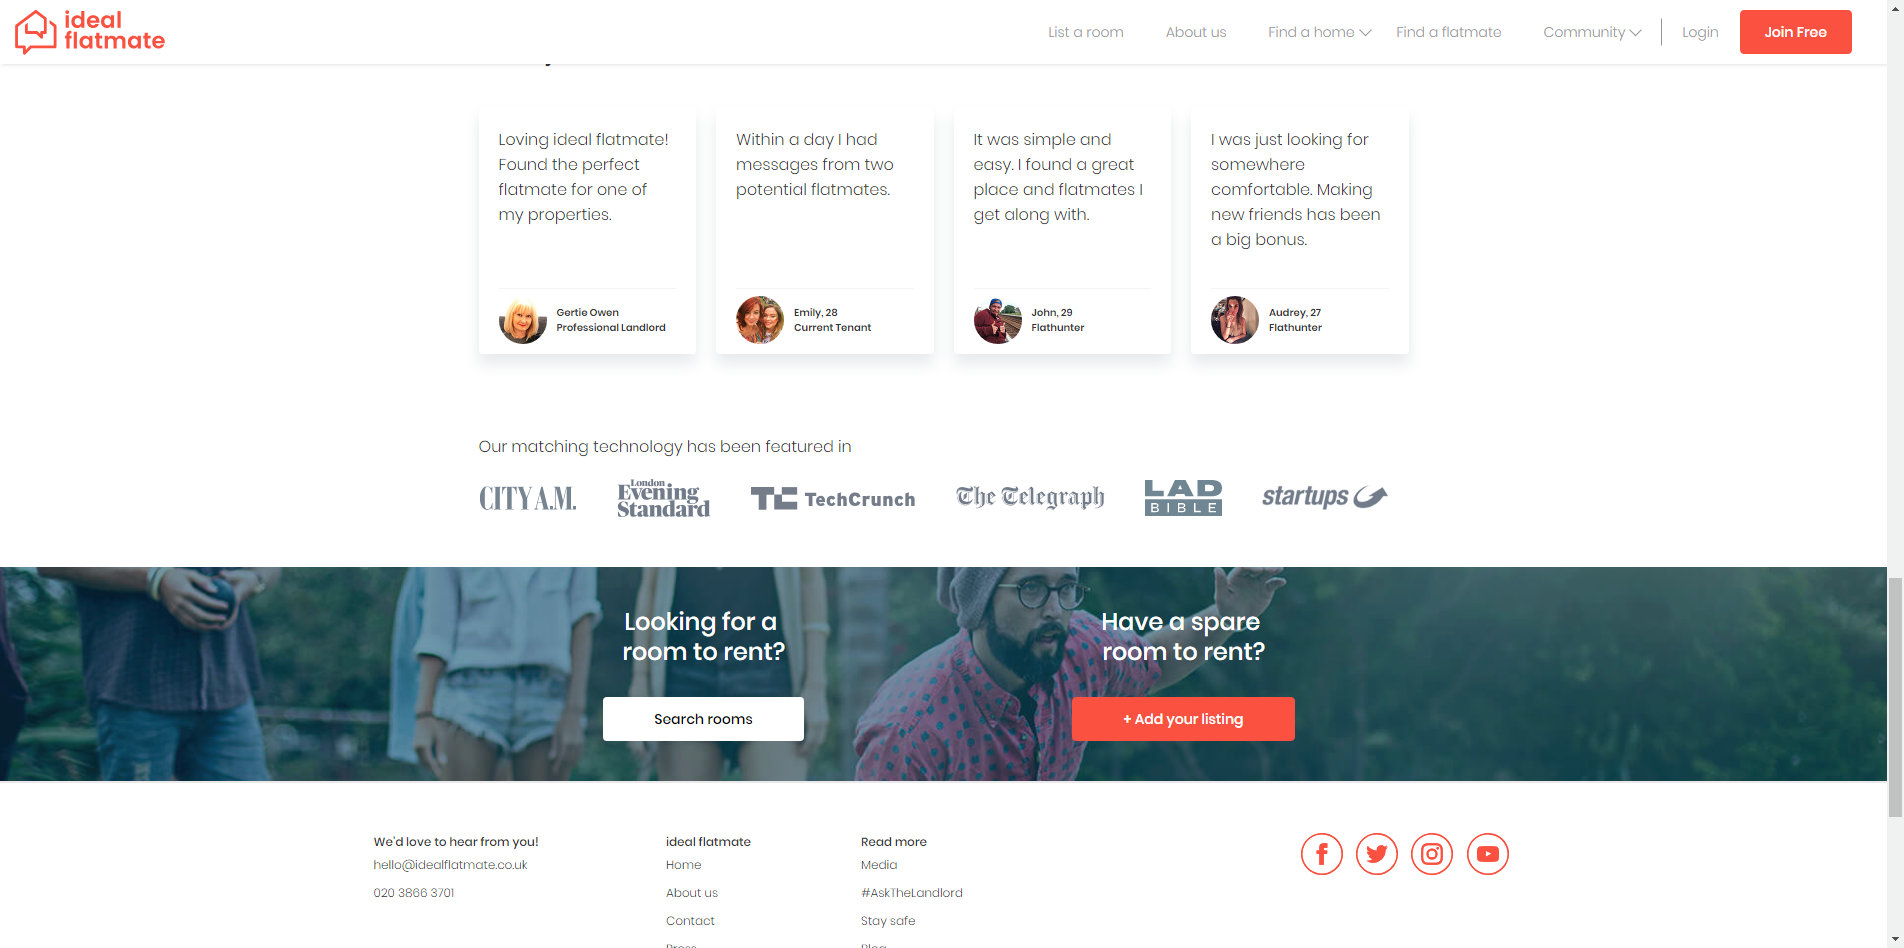 ideal
flatmate
List a room
About us
Find a home
Find a flatmate
Community
Login
Join Free
Loving ideal flatmate!
Found the perfect
flatmate for one of
my properties.
Gertie Owen
Professional Landlord
Within a day I had
messages from two
potential flatmates.
Emily, 28
Current Tenant
It was simple and
easy. I found a great
place and flatmates I
get along with.
John, 29
Flathunter
I was just looking for
somewhere
comfortable. Making
new friends has been
a big bonus.
Audrey, 27
Flathunter
Our matching technology has been featured in
CITY A.M.
London
Evening
Standard
TC TechCrunch
The Telegraph
LAD
BIBLE
startups
Looking for a
room to rent?
Search rooms
Have a spare
room to rent?
+ Add your listing
We'd love to hear from you!
hello@idealflatmate.co.uk
020 3866 3701
ideal flatmate
Home
About us
Contact
Press
Read more
Media
#AskTheLandlord
Stay safe
Blog